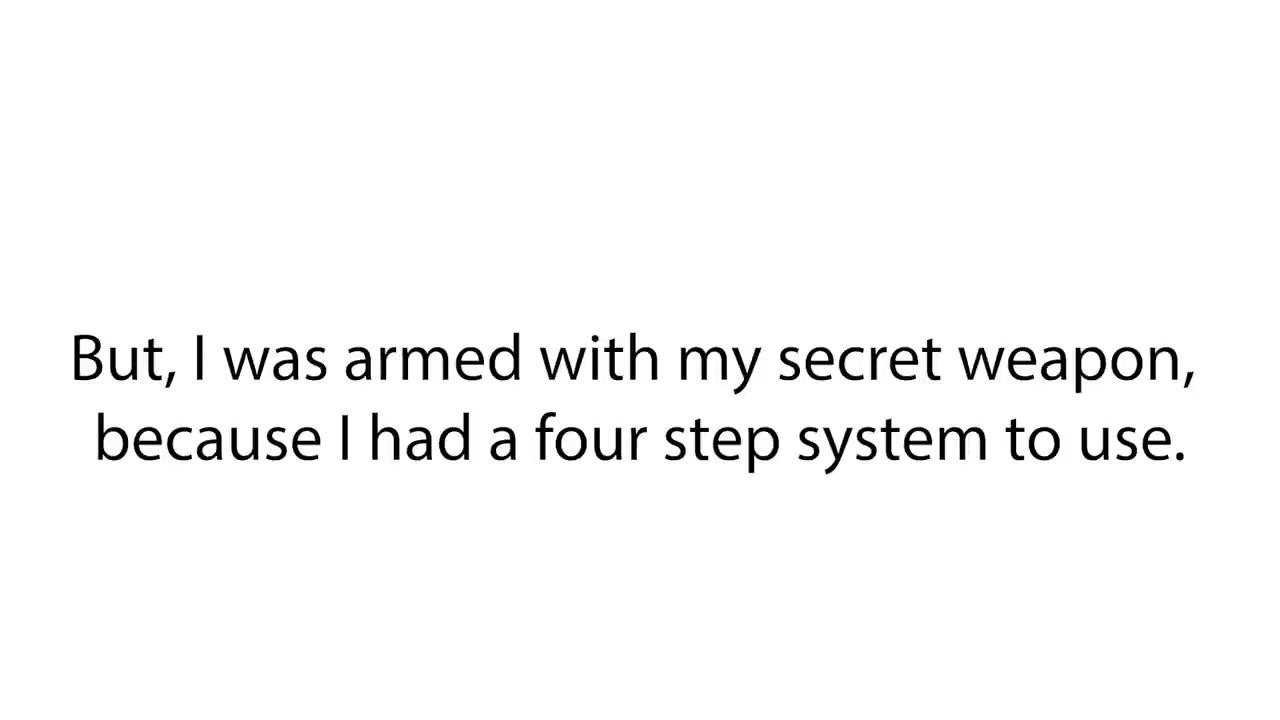 But, I was armed with my secret weapon,
because I had a four step system to use.